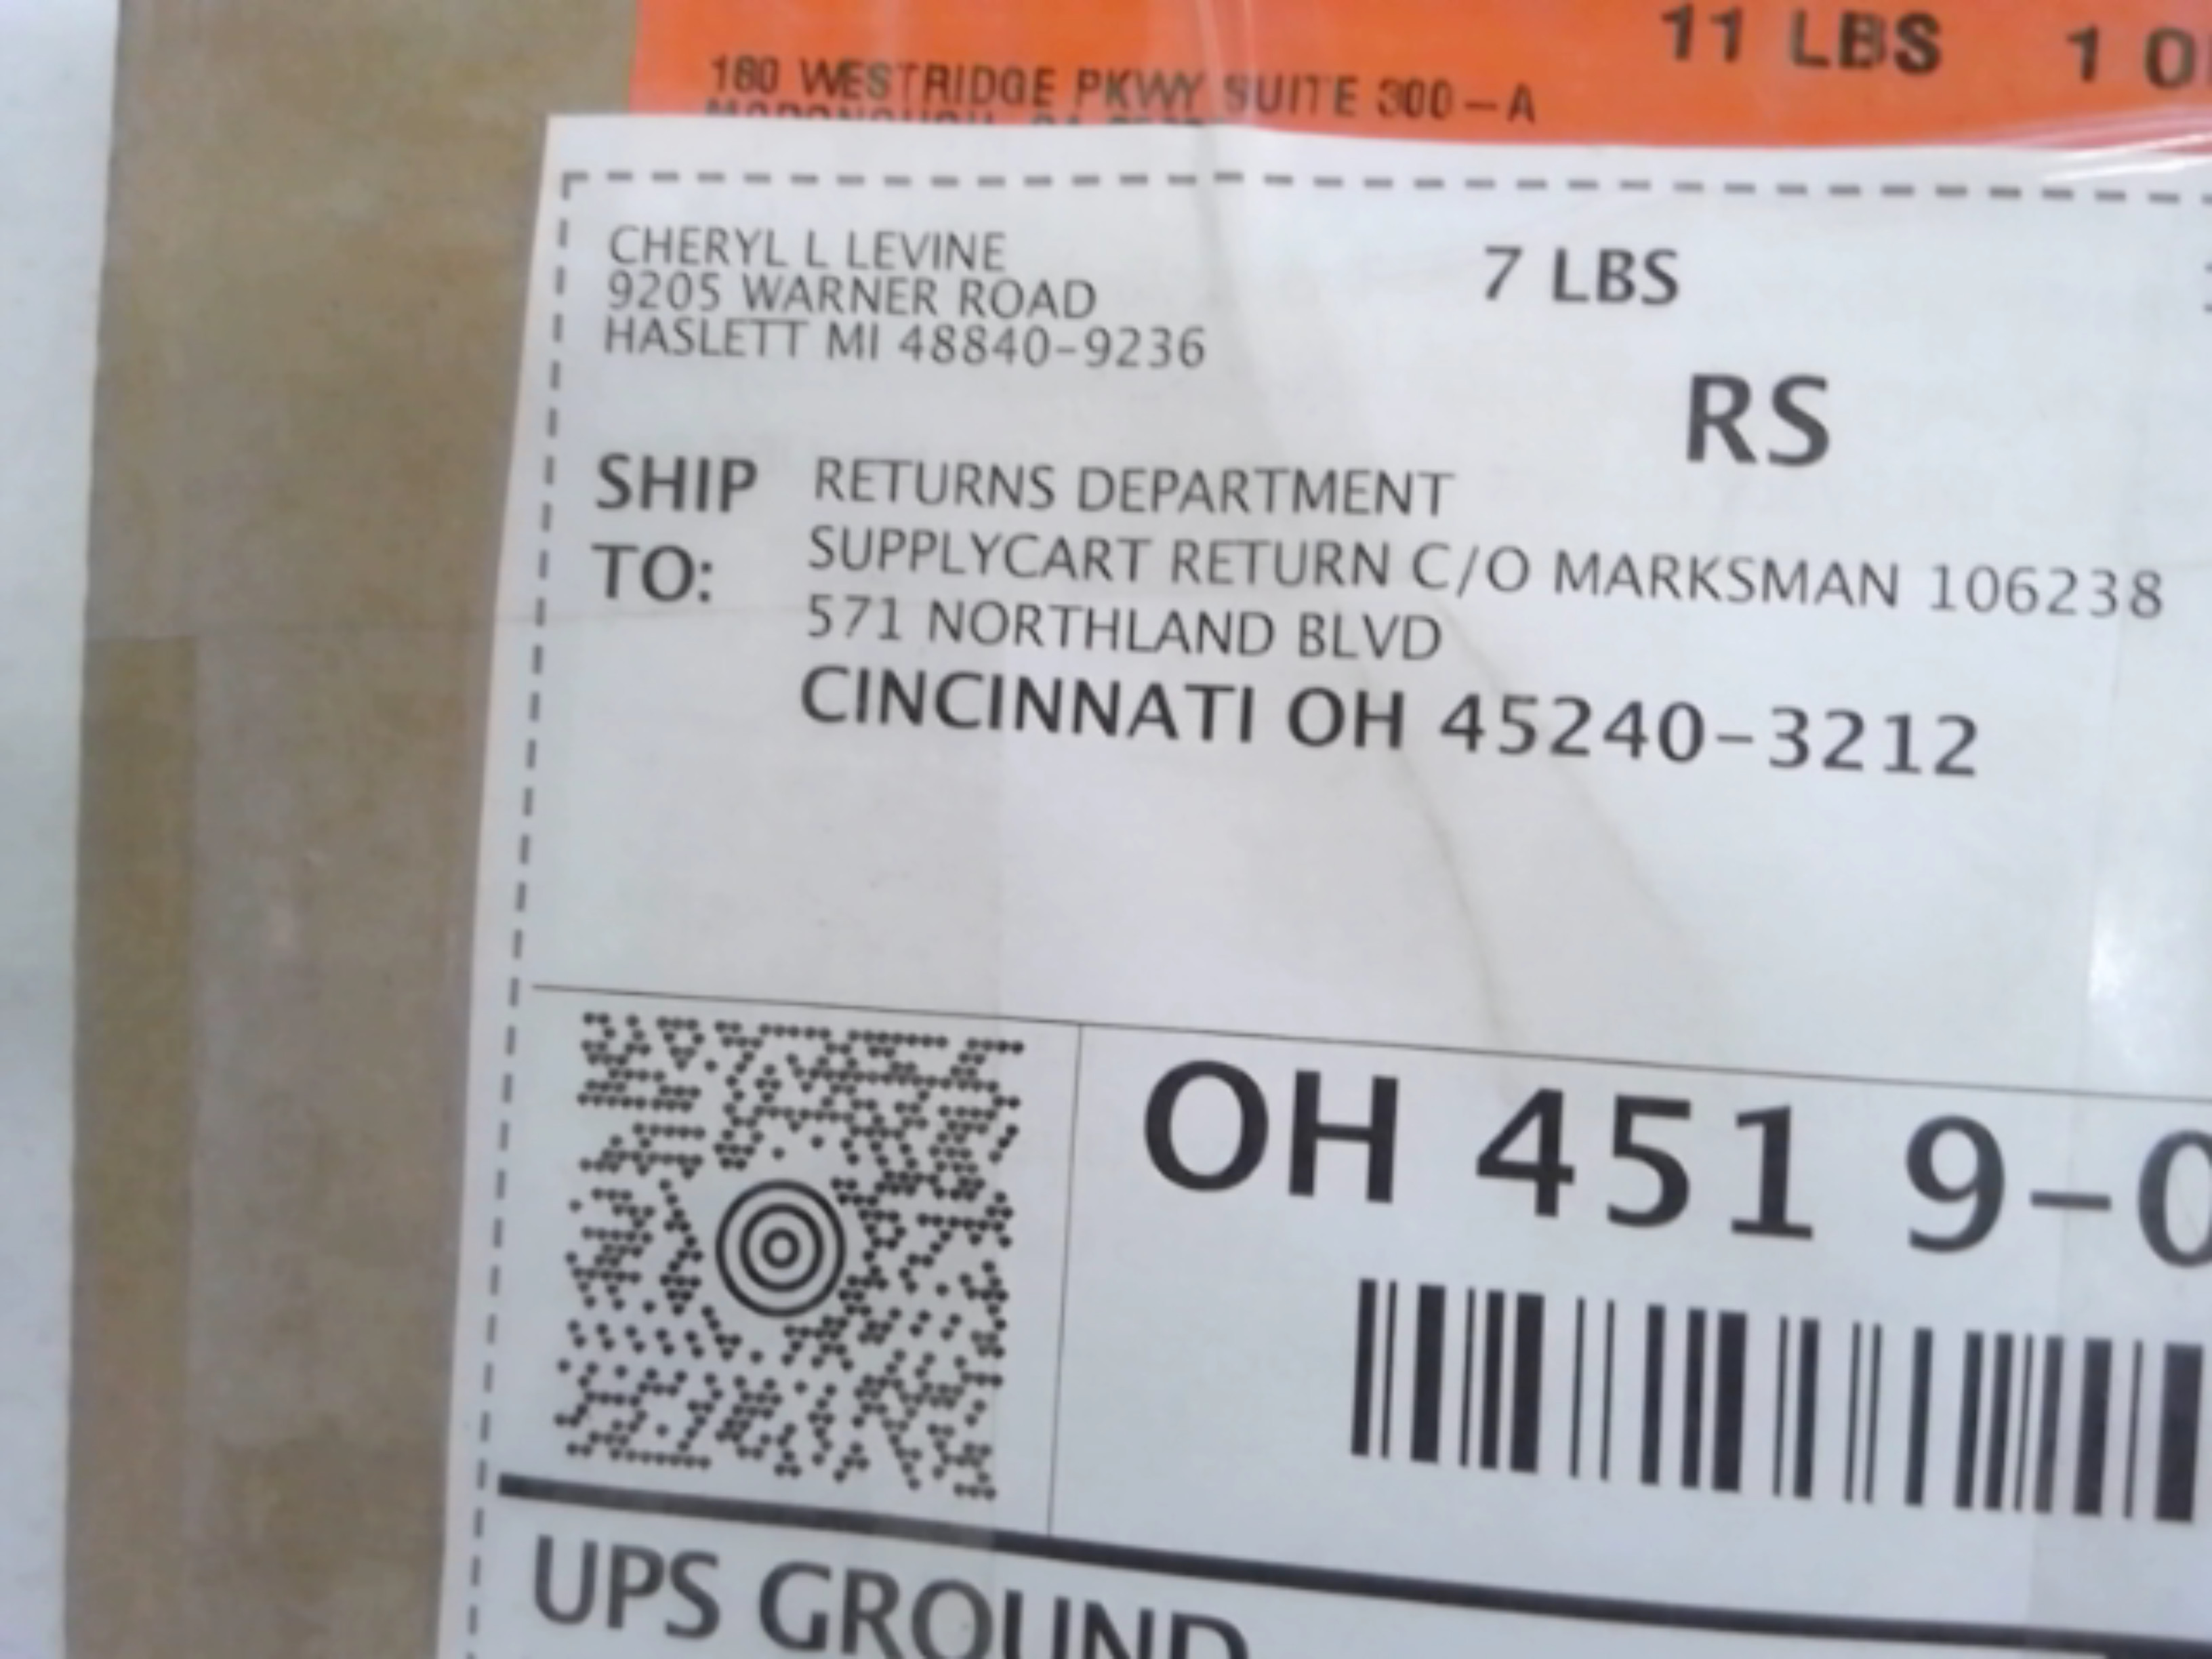 11 LBS 1
180 WESTRIDGE PKWY SUITE 300-A
CHERYL L LEVINE
9205 WARNER ROAD
HASLETT MI 48840-9236
7 LBS
RS
SHIP TO:
RETURNS DEPARTMENT
SUPPLYCART RETURN C/O MARKSMAN 106238
571 NORTHLAND BLVD
CINCINNATI OH 45240-3212
OH 451 9-0
UPS GROUND